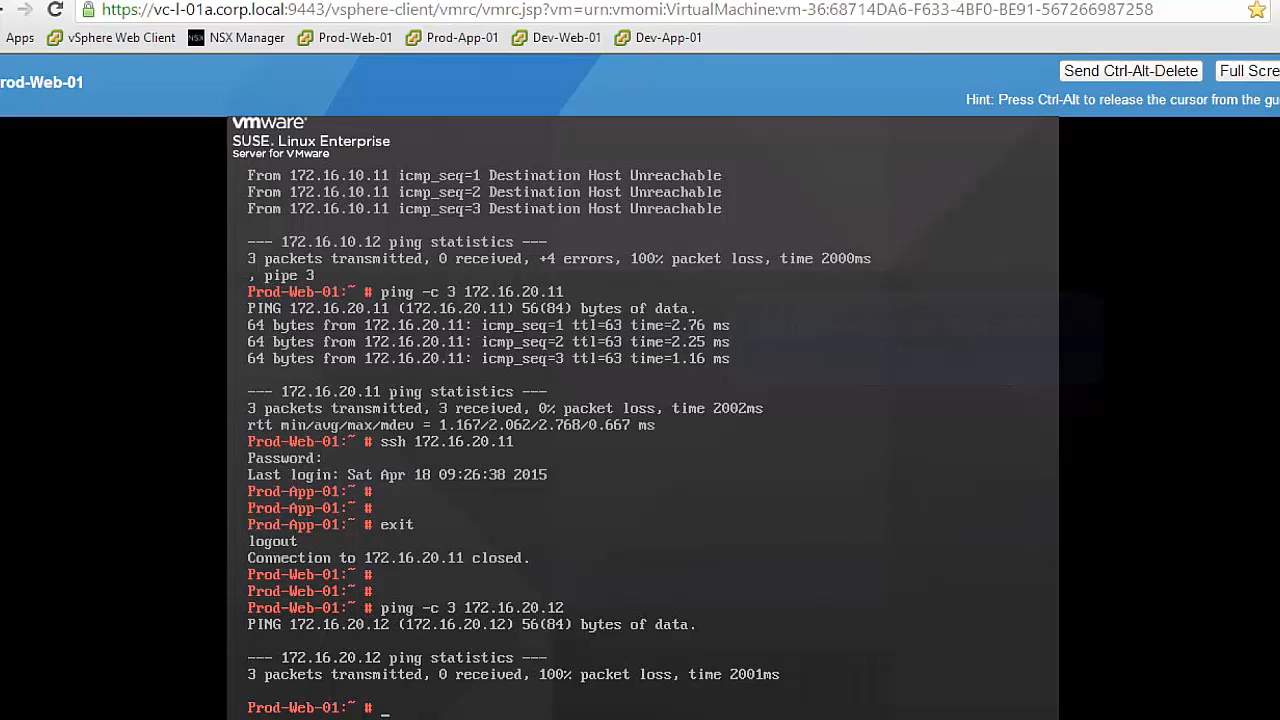 https://vc-l-01a.corp.local:9443/vsphere-client/vmrc/vmrc.jsp?vm=urn:vmomi:VirtualMachine:vm-36:68714DA6-F633-4BF0-BE91-567266987258
Apps vSphere Web Client NSX NSX Manager Prod-Web-01 Prod-App-01 Dev-Web-01 Dev-App-01
rod-Web-01
Send Ctrl-Alt-Delete Full Scre
Hint: Press Ctrl-Alt to release the cursor from the gu
vmware®
SUSE. Linux Enterprise
Server for VMware
From 172.16.10.11 icmp_seq=1 Destination Host Unreachable
From 172.16.10.11 icmp_seq=2 Destination Host Unreachable
From 172.16.10.11 icmp_seq=3 Destination Host Unreachable
--- 172.16.10.12 ping statistics ---
3 packets transmitted, 0 received, +4 errors, 100% packet loss, time 2000ms
, pipe 3
Prod-Web-01:~ # ping -c 3 172.16.20.11
PING 172.16.20.11 (172.16.20.11) 56(84) bytes of data.
64 bytes from 172.16.20.11: icmp_seq=1 ttl=63 time=2.76 ms
64 bytes from 172.16.20.11: icmp_seq=2 ttl=63 time=2.25 ms
64 bytes from 172.16.20.11: icmp_seq=3 ttl=63 time=1.16 ms
--- 172.16.20.11 ping statistics ---
3 packets transmitted, 3 received, 0% packet loss, time 2002ms
rtt min/avg/max/mdev = 1.167/2.062/2.768/0.667 ms
Prod-Web-01:~ # ssh 172.16.20.11
Password:
Last login: Sat Apr 18 09:26:38 2015
Prod-App-01:~ #
Prod-App-01:~ #
Prod-App-01:~ # exit
logout
Connection to 172.16.20.11 closed.
Prod-Web-01:~ #
Prod-Web-01:~ #
Prod-Web-01:~ # ping -c 3 172.16.20.12
PING 172.16.20.12 (172.16.20.12) 56(84) bytes of data.
--- 172.16.20.12 ping statistics ---
3 packets transmitted, 0 received, 100% packet loss, time 2001ms
Prod-Web-01:~ # _